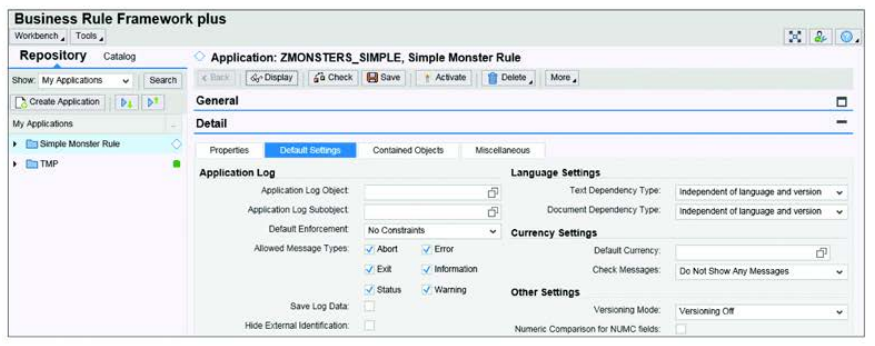 Business Rule Framework plus
Workbench Tools
Repository Catalog
Show: My Applications Search
Create Application
My Applications
Simple Monster Rule
TMP
Application: ZMONSTERS_SIMPLE, Simple Monster Rule
Back Display Check Save Activate Delete More
General
Detail
Properties Default Settings Contained Objects Miscellaneous
Application Log
Application Log Object:
Application Log Subobject:
Default Enforcement: No Constraints
Allowed Message Types: Abort Error
Exit Information
Status Warning
Save Log Data:
Hide External Identification:
Language Settings
Text Dependency Type: Independent of language and version
Document Dependency Type: Independent of language and version
Currency Settings
Default Currency:
Check Messages: Do Not Show Any Messages
Other Settings
Versioning Mode: Versioning Off
Numeric Comparison for NUMC fields: